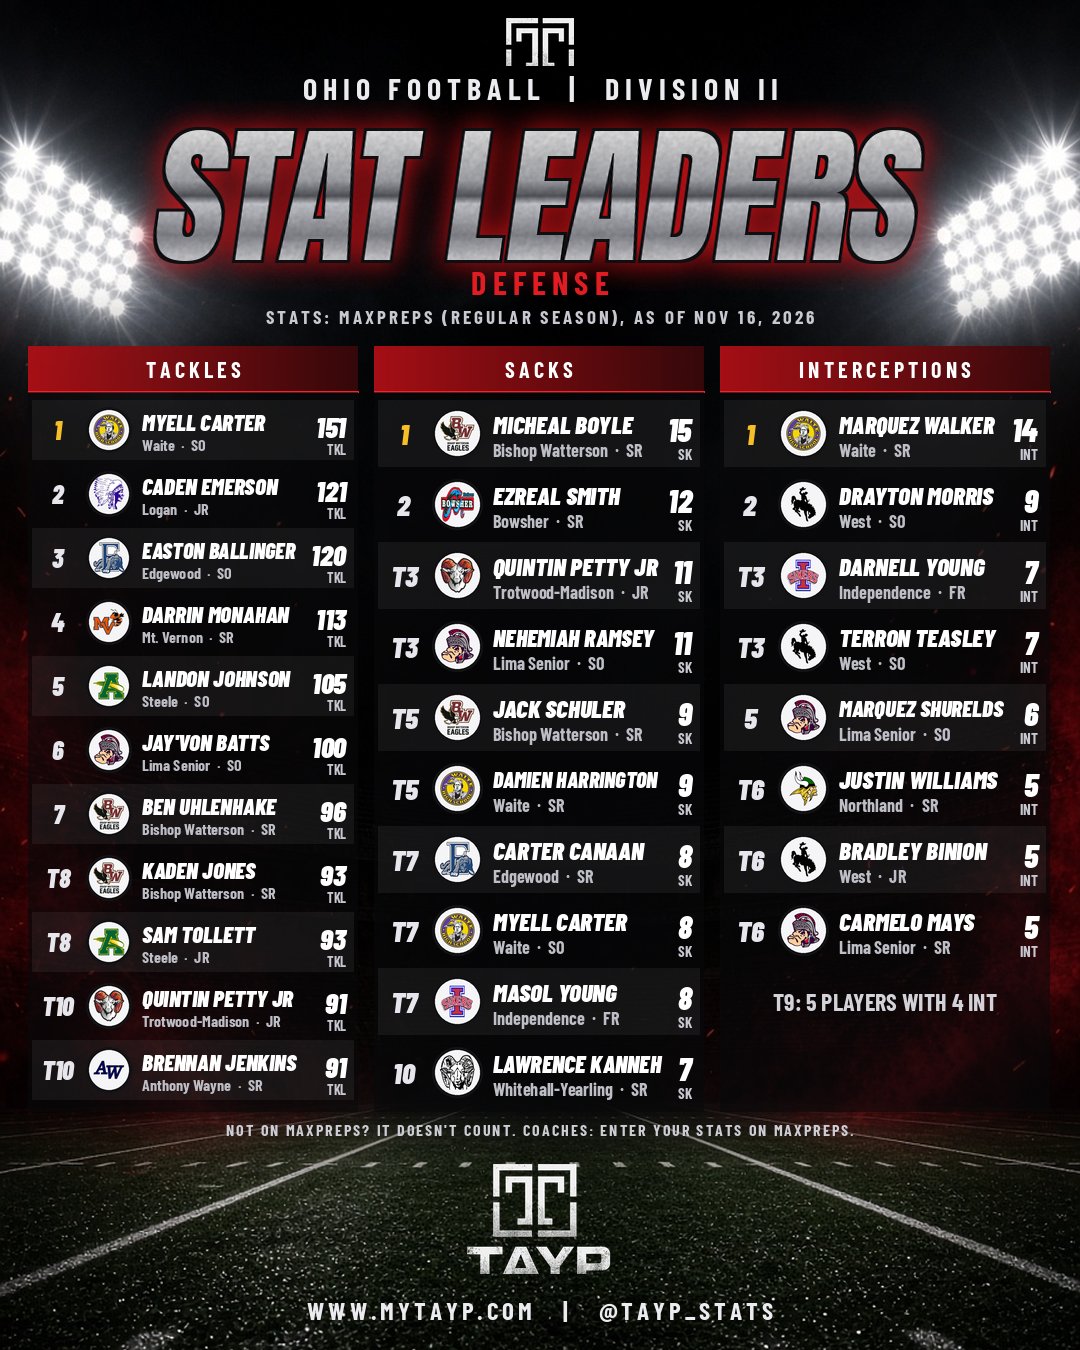 OHIO FOOTBALL | DIVISION II
STAT LEADERS
DEFENSE
STATS: MAXPREPS (REGULAR SEASON), AS OF NOV 16, 2026
TACKLES
1 MYELL CARTER 151
Waite · SO TKL
2 CADEN EMERSON 121
Logan · JR TKL
3 EASTON BALLINGER 120
Edgewood · SO TKL
4 DARRIN MONAHAN 113
Mt. Vernon · SR TKL
5 LANDON JOHNSON 105
Steele · SO TKL
6 JAY'VON BATTS 100
Lima Senior · SO TKL
7 BEN UHLENHAKE 96
Bishop Watterson · SR TKL
T8 KADEN JONES 93
Bishop Watterson · SR TKL
T8 SAM TOLLETT 93
Steele · JR TKL
T10 QUINTIN PETTY JR 91
Trotwood-Madison · JR TKL
T10 BRENNAN JENKINS 91
Anthony Wayne · SR TKL
SACKS
1 MICHEAL BOYLE 15
Bishop Watterson · SR SK
2 EZREAL SMITH 12
Bowsher · SR SK
T3 QUINTIN PETTY JR 11
Trotwood-Madison · JR SK
T3 NEHEMIAH RAMSEY 11
Lima Senior · SO SK
T5 JACK SCHULER 9
Bishop Watterson · SR SK
T5 DAMIEN HARRINGTON 9
Waite · SR SK
T7 CARTER CANAAN 8
Edgewood · SR SK
T7 MYELL CARTER 8
Waite · SO SK
T7 MASOL YOUNG 8
Independence · FR SK
10 LAWRENCE KANNEH 7
Whitehall-Yearling · SR SK
INTERCEPTIONS
1 MARQUEZ WALKER 14
Waite · SR INT
2 DRAYTON MORRIS 9
West · SO INT
T3 DARNELL YOUNG 7
Independence · FR INT
T3 TERRON TEASLEY 7
West · SO INT
5 MARQUEZ SHURELDS 6
Lima Senior · SO INT
T6 JUSTIN WILLIAMS 5
Northland · SR INT
T6 BRADLEY BINION 5
West · JR INT
T6 CARMELO MAYS 5
Lima Senior · SR INT
T9: 5 PLAYERS WITH 4 INT
NOT ON MAXPREPS? IT DOESN'T COUNT. COACHES: ENTER YOUR STATS ON MAXPREPS.
TAYP
WWW.MYTAYP.COM | @TAYP_STATS